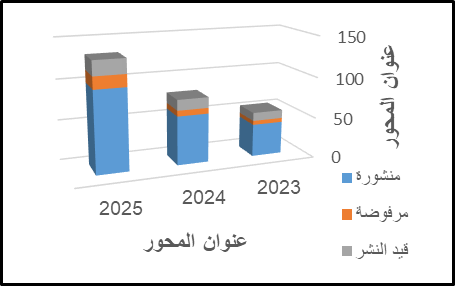 150
100
50
0
عنوان المحور
2023
2024
2025
عنوان المحور
منشورة
مرفوضة
قيد النشر